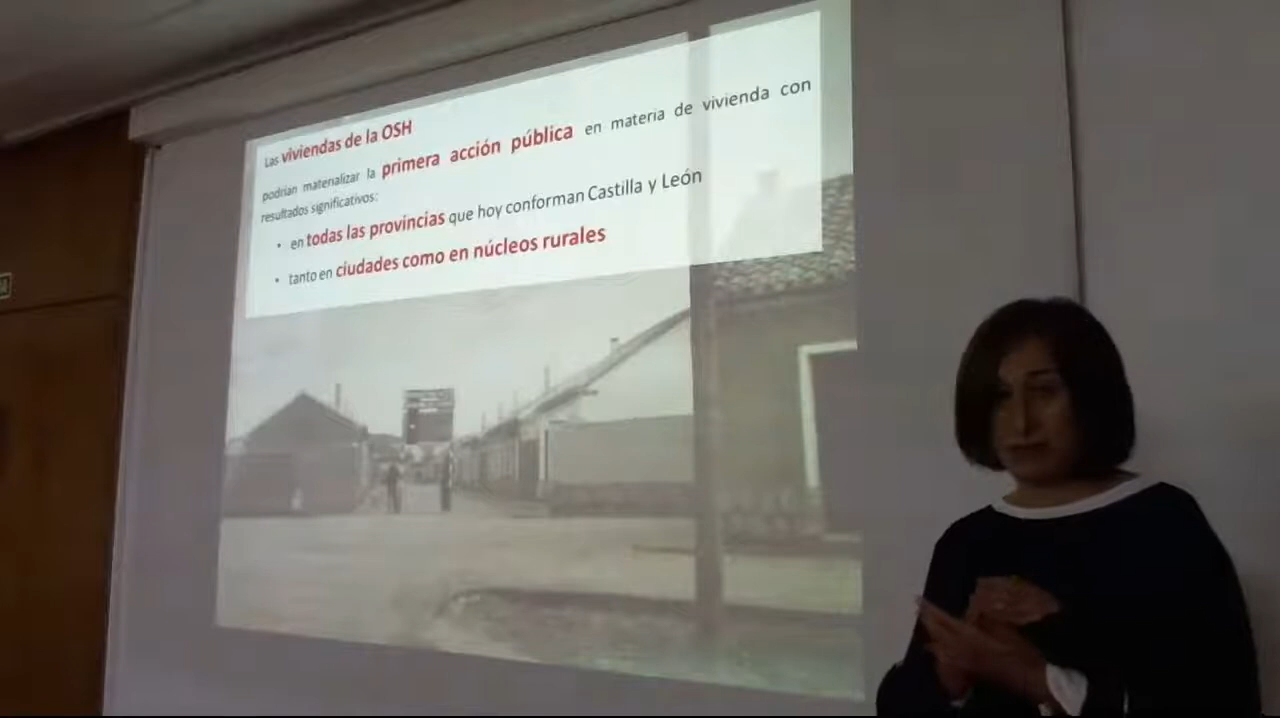 Las viviendas de la OSH
podrían materializar la primera acción pública en materia de vivienda con
resultados significativos:
• en todas las provincias que hoy conforman Castilla y León
• tanto en ciudades como en núcleos rurales